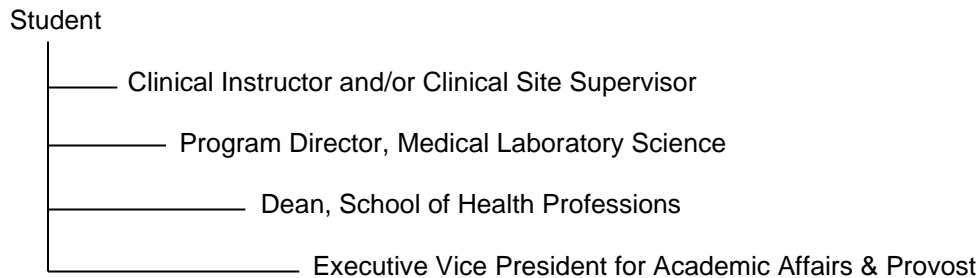 Student
Clinical Instructor and/or Clinical Site Supervisor
Program Director, Medical Laboratory Science
Dean, School of Health Professions
Executive Vice President for Academic Affairs & Provost